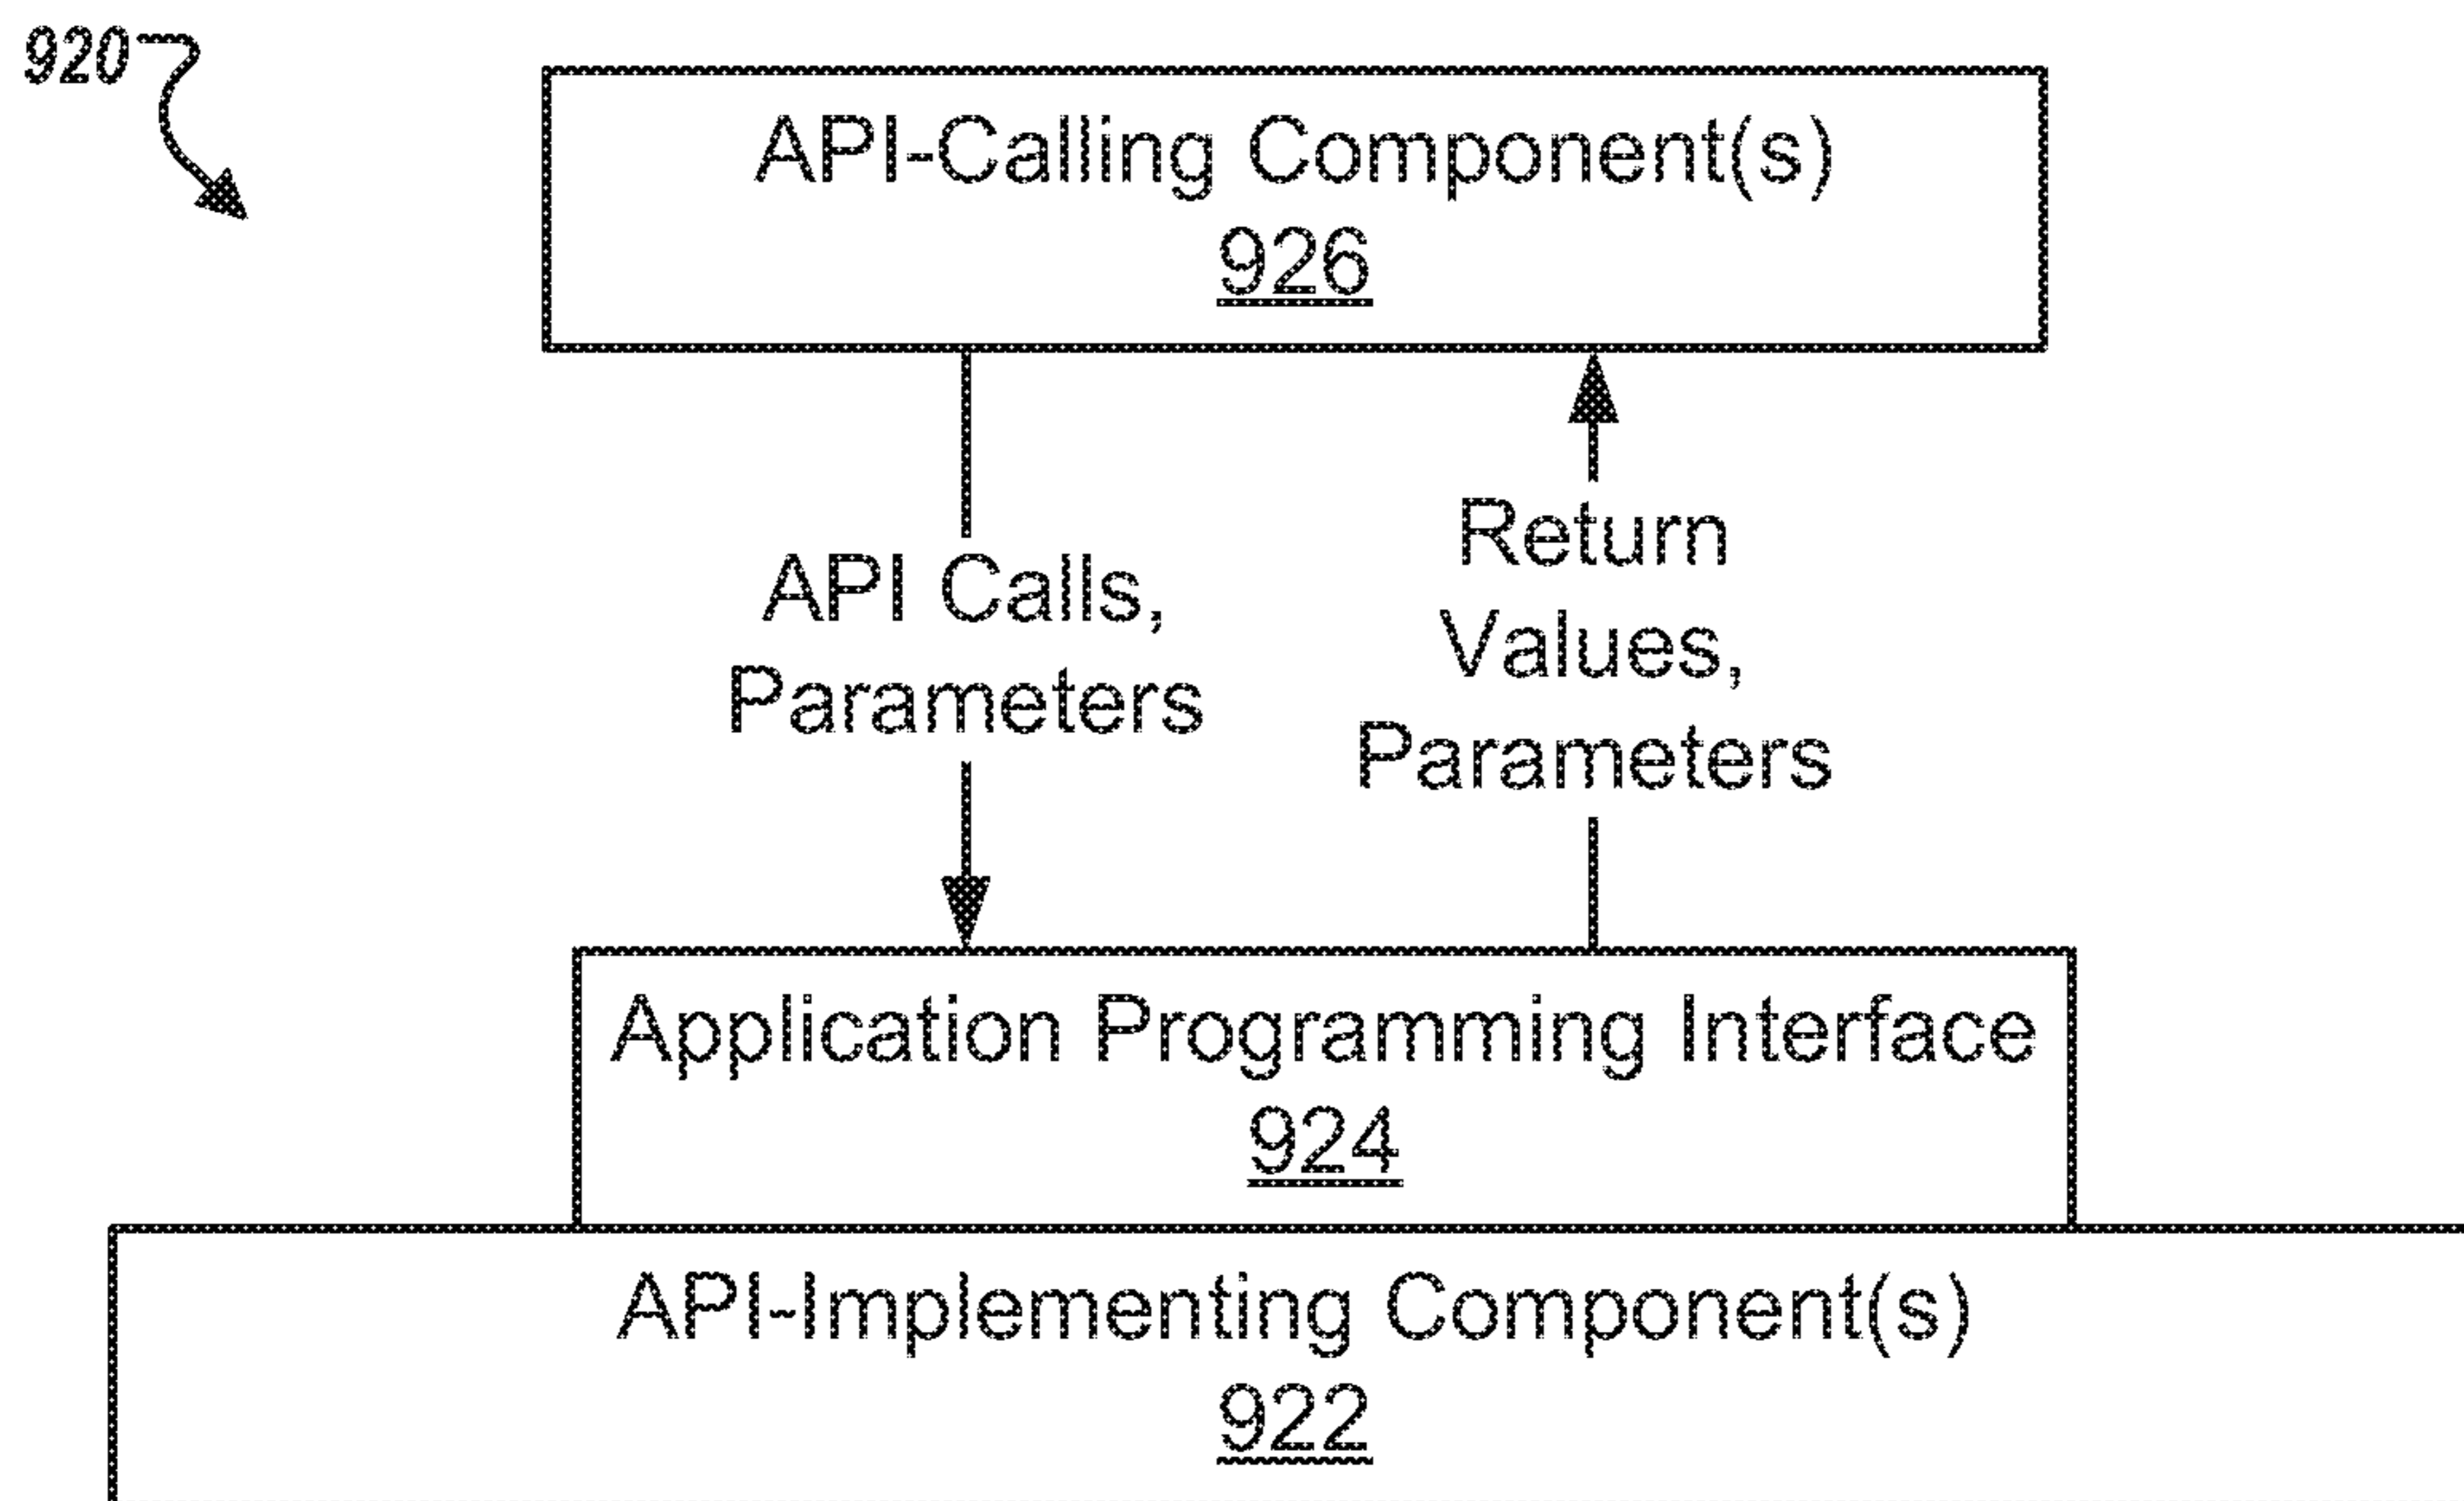 920
API-Calling Component(s)
926
API Calls,
Parameters
Return
Values,
Parameters
Application Programming Interface
924
API-Implementing Component(s)
922